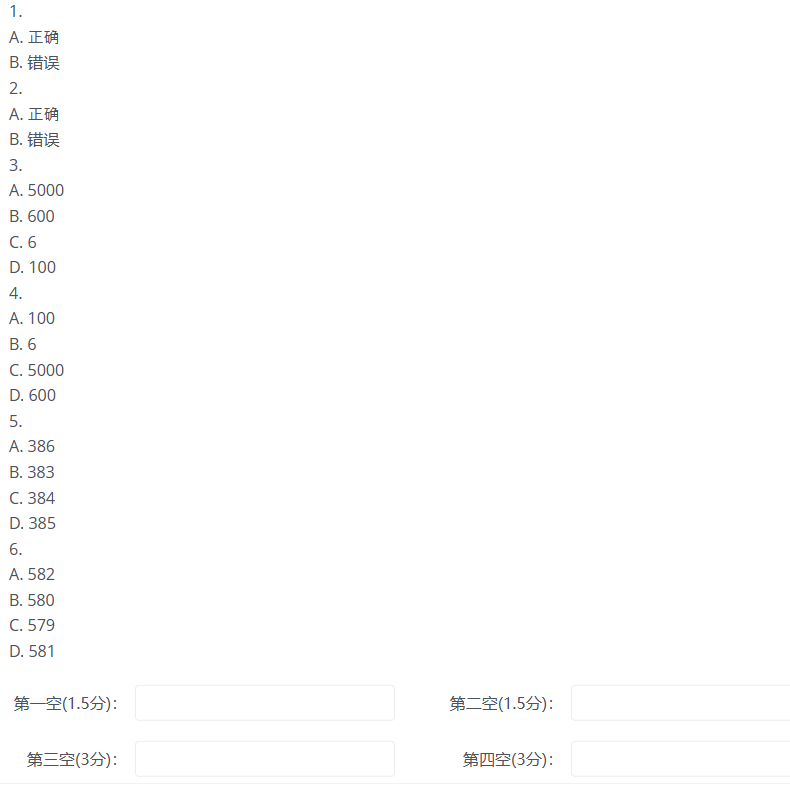 1.
A. 正确
B. 错误
2.
A. 正确
B. 错误
3.
A. 5000
B. 600
C. 6
D. 100
4.
A. 100
B. 6
C. 5000
D. 600
5.
A. 386
B. 383
C. 384
D. 385
6.
A. 582
B. 580
C. 579
D. 581
第一空(1.5分)： 第二空(1.5分)：
第三空(3分)： 第四空(3分)：